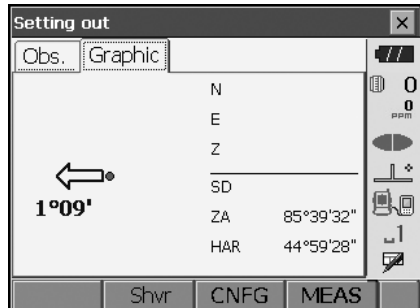 Setting out
Obs. Graphic
0
0
PPM
N
E
Z
1°09'
SD
ZA 85°39'32"
HAR 44°59'28"
1
Shvr CNFG MEAS